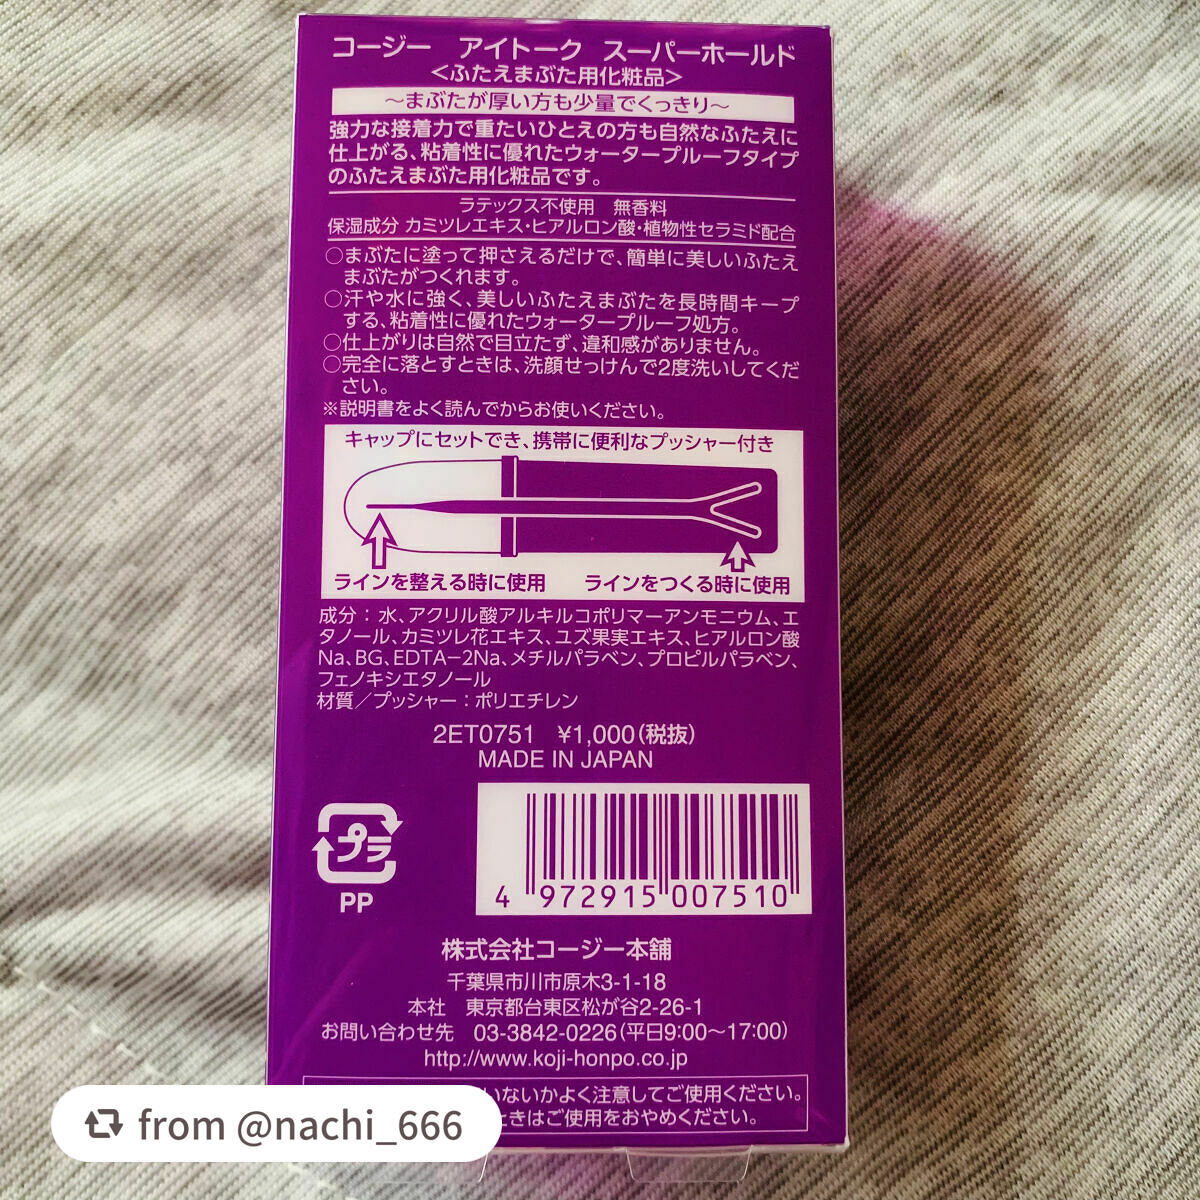 コージー　アイトーク　スーパーホールド
<ふたえまぶた用化粧品>
～まぶたが厚い方も少量でくっきり～
強力な接着力で重たいひとえの方も自然なふたえに
仕上がる、粘着性に優れたウォータープルーフタイプ
のふたえまぶた用化粧品です。
ラテックス不使用　無香料
保湿成分 カミツレエキス・ヒアルロン酸・植物性セラミド配合
○まぶたに塗って押さえるだけで、簡単に美しいふたえ
まぶたがつくれます。
○汗や水に強く、美しいふたえまぶたを長時間キープ
する、粘着性に優れたウォータープルーフ処方。
○仕上がりは自然で目立たず、違和感がありません。
○完全に落とすときは、洗顔せっけんで2度洗いしてくだ
さい。
※説明書をよく読んでからお使いください。
キャップにセットでき、携帯に便利なプッシャー付き
ラインを整える時に使用
ラインをつくる時に使用
成分：水、アクリル酸アルキルコポリマーアンモニウム、エ
タノール、カミツレ花エキス、ユズ果実エキス、ヒアルロン酸
Na、BG、EDTA−2Na、メチルパラベン、プロピルパラベン、
フェノキシエタノール
材質／プッシャー：ポリエチレン
2ET0751　¥1,000（税抜）
MADE IN JAPAN
プラ
PP
4 972915 007510
株式会社コージー本舗
千葉県市川市原木3-1-18
本社　東京都台東区松が谷2-26-1
お問い合わせ先　03-3842-0226（平日9:00～17:00）
http://www.koji-honpo.co.jp
いないかよく注意してご使用ください。
ときはご使用をおやめください。
from @nachi_666